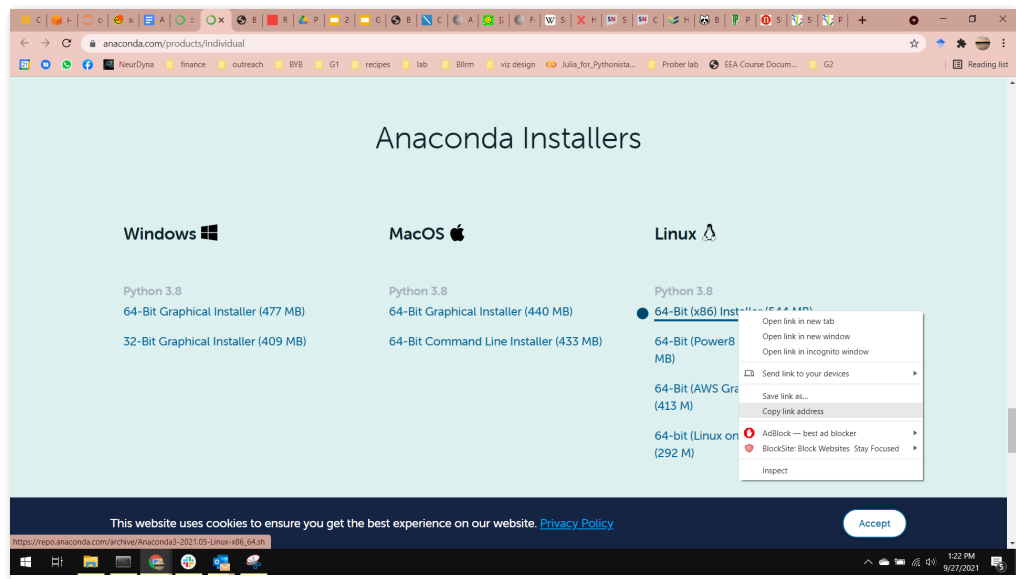 anaconda.com/products/individual
NeurDyna finance outreach BYB G1 recipes lab Bllrm viz design Julia_for_Pythonista... Prober lab EEA Course Docum... G2 Reading list
Anaconda Installers
Windows MacOS Linux
Python 3.8 Python 3.8 Python 3.8
64-Bit Graphical Installer (477 MB) 64-Bit Graphical Installer (440 MB) 64-Bit (x86) Installer (544 MB)
Open link in new tab
Open link in new window
32-Bit Graphical Installer (409 MB) 64-Bit Command Line Installer (433 MB) 64-Bit (Power8
MB)
Open link in incognito window
Send link to your devices
64-Bit (AWS Gra
(413 M)
Save link as...
Copy link address
64-bit (Linux on
(292 M)
AdBlock — best ad blocker
BlockSite: Block Websites Stay Focused
Inspect
This website uses cookies to ensure you get the best experience on our website. Privacy Policy Accept
https://repo.anaconda.com/archive/Anaconda3-2021.05-Linux-x86_64.sh
1:22 PM
9/27/2021
5